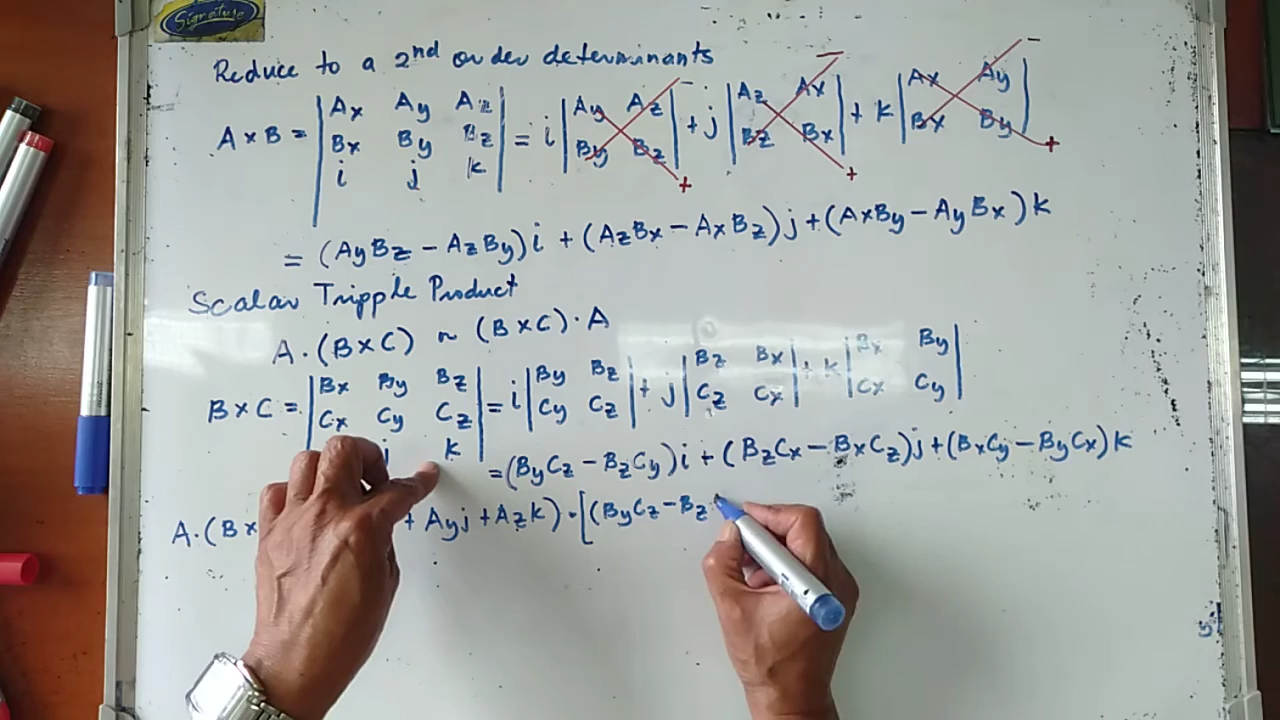 Signature
Reduce to a 2nd order determinants
A × B = | Ax Ay Az | = i | Ay Az | + j | Az Ax | + k | Ax Ay |
| Bx By Bz | | By Bz | | Bz Bx | | Bx By |
| i j k |
− + − + − +
= (AyBz − AzBy)i + (AzBx − AxBz)j + (AxBy − AyBx)k
Scalar Tripple Product
A·(B×C) ~ (B×C)·A
B×C = | Bx By Bz | = i | By Bz | + j | Bz Bx | + k | Bx By |
| Cx Cy Cz | | Cy Cz | | Cz Cx | | Cx Cy |
j k |
= (ByCz − BzCy)i + (BzCx − BxCz)j + (BxCy − ByCx)k
A·(Bx + Ayj + Azk)·[(ByCz − Bz